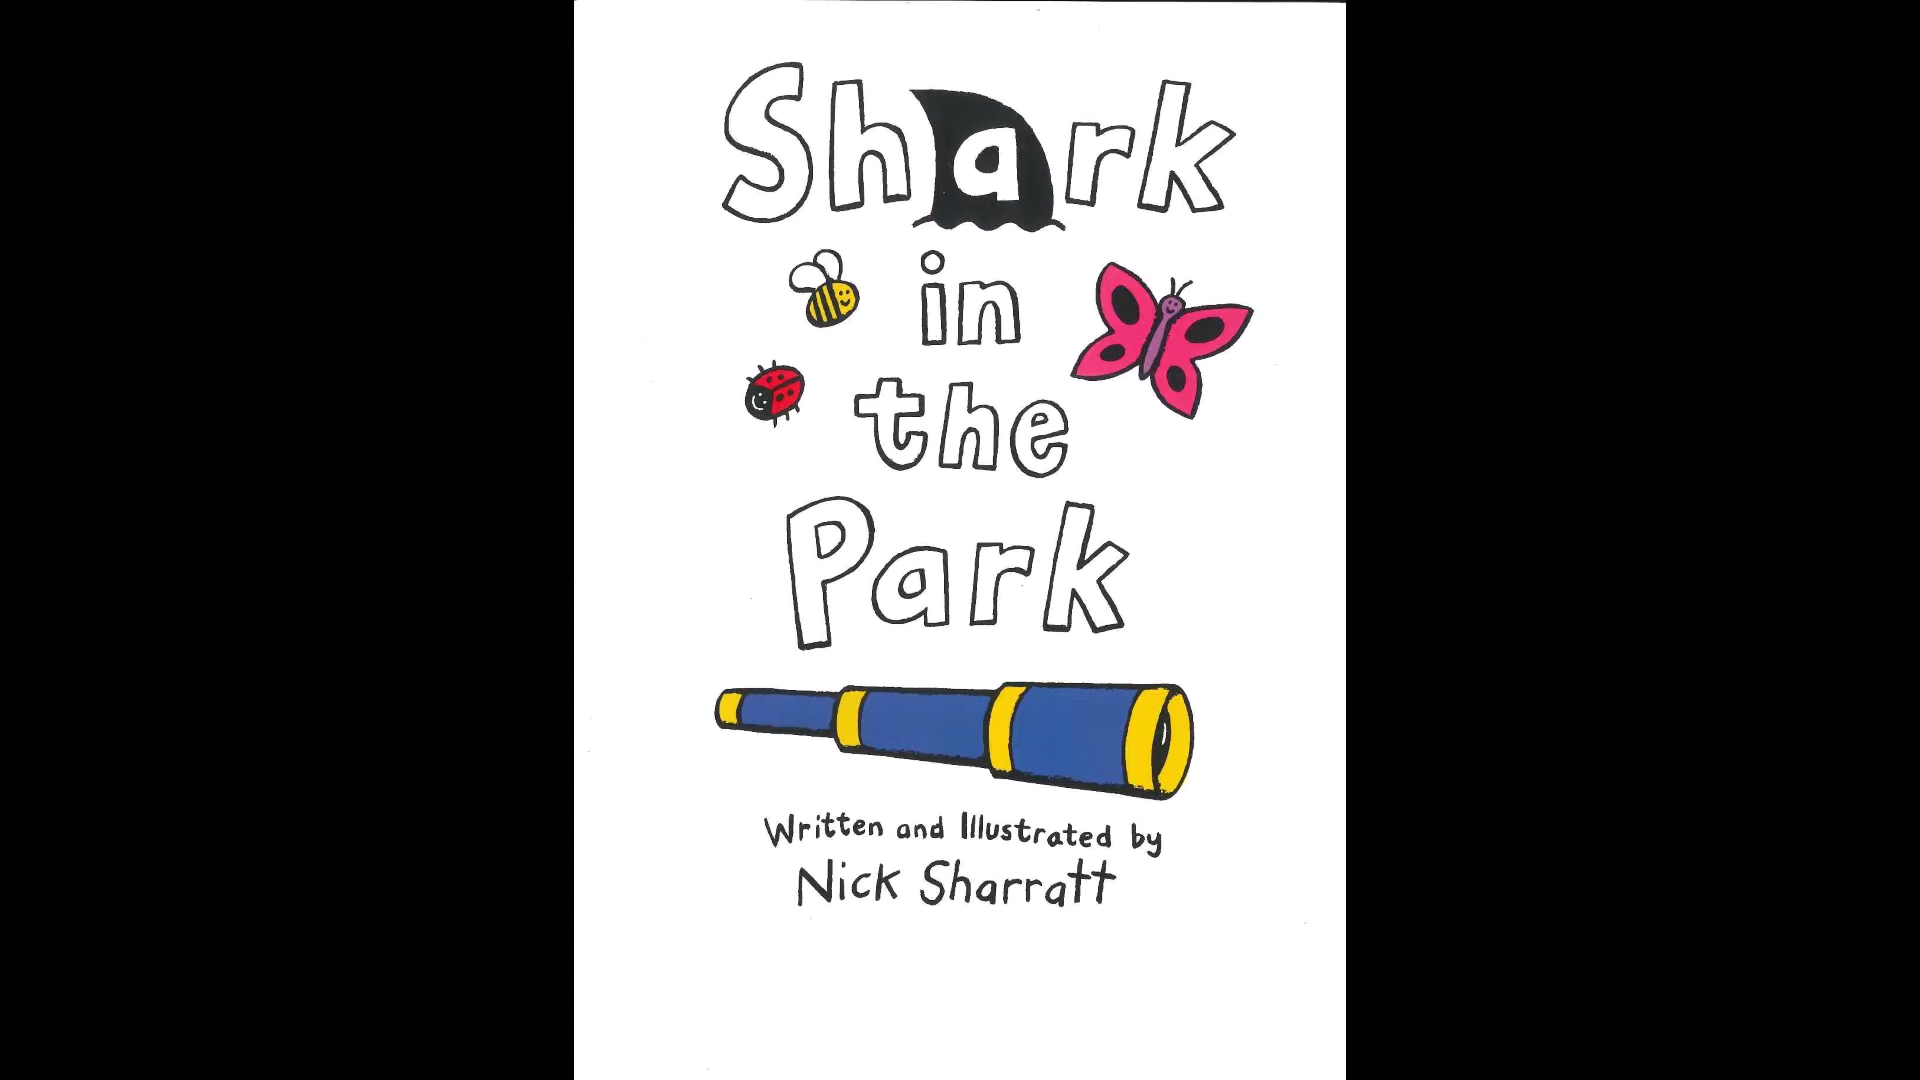 Shark
in
the
Park
Written and Illustrated by
Nick Sharratt